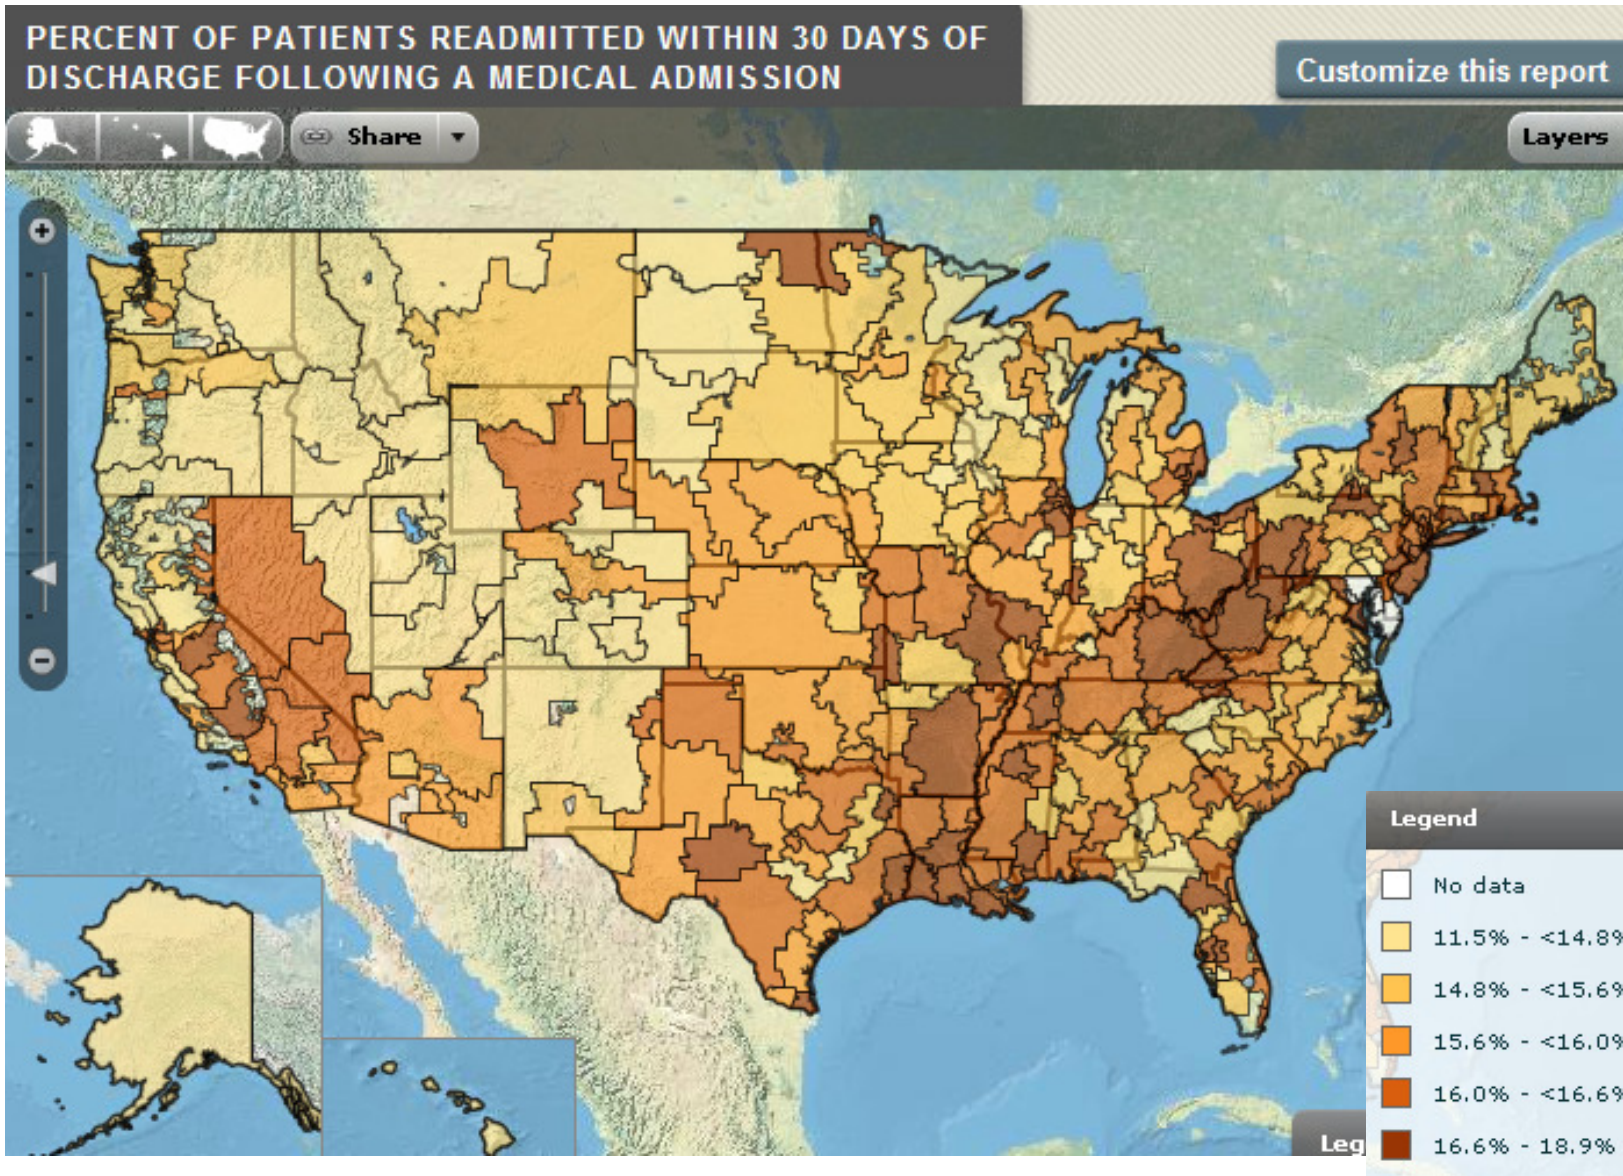 PERCENT OF PATIENTS READMITTED WITHIN 30 DAYS OF
DISCHARGE FOLLOWING A MEDICAL ADMISSION
Customize this report
Share
Layers
Legend
No data
11.5% - <14.8%
14.8% - <15.6%
15.6% - <16.0%
16.0% - <16.6%
16.6% - 18.9%
Leg